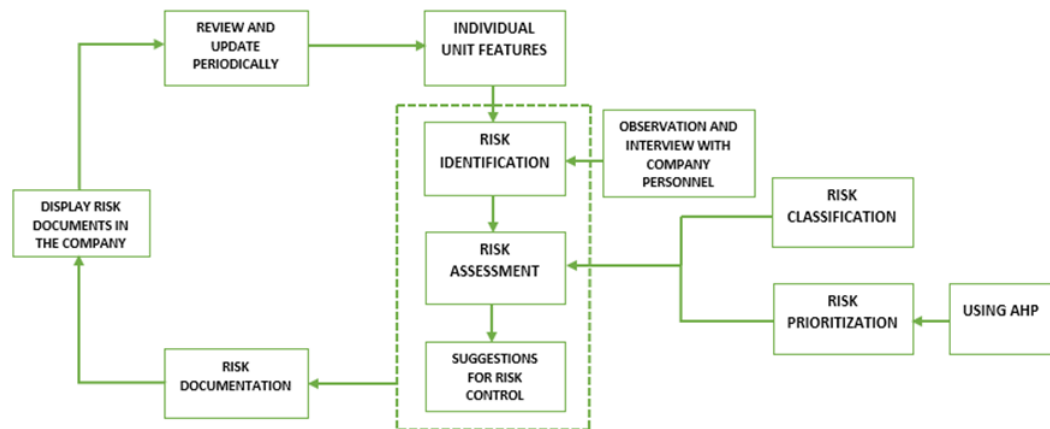 REVIEW AND
UPDATE
PERIODICALLY
INDIVIDUAL
UNIT FEATURES
RISK
IDENTIFICATION
OBSERVATION AND
INTERVIEW WITH
COMPANY
PERSONNEL
DISPLAY RISK
DOCUMENTS IN
THE COMPANY
RISK
CLASSIFICATION
RISK
ASSESSMENT
RISK
PRIORITIZATION
USING AHP
SUGGESTIONS
FOR RISK
CONTROL
RISK
DOCUMENTATION